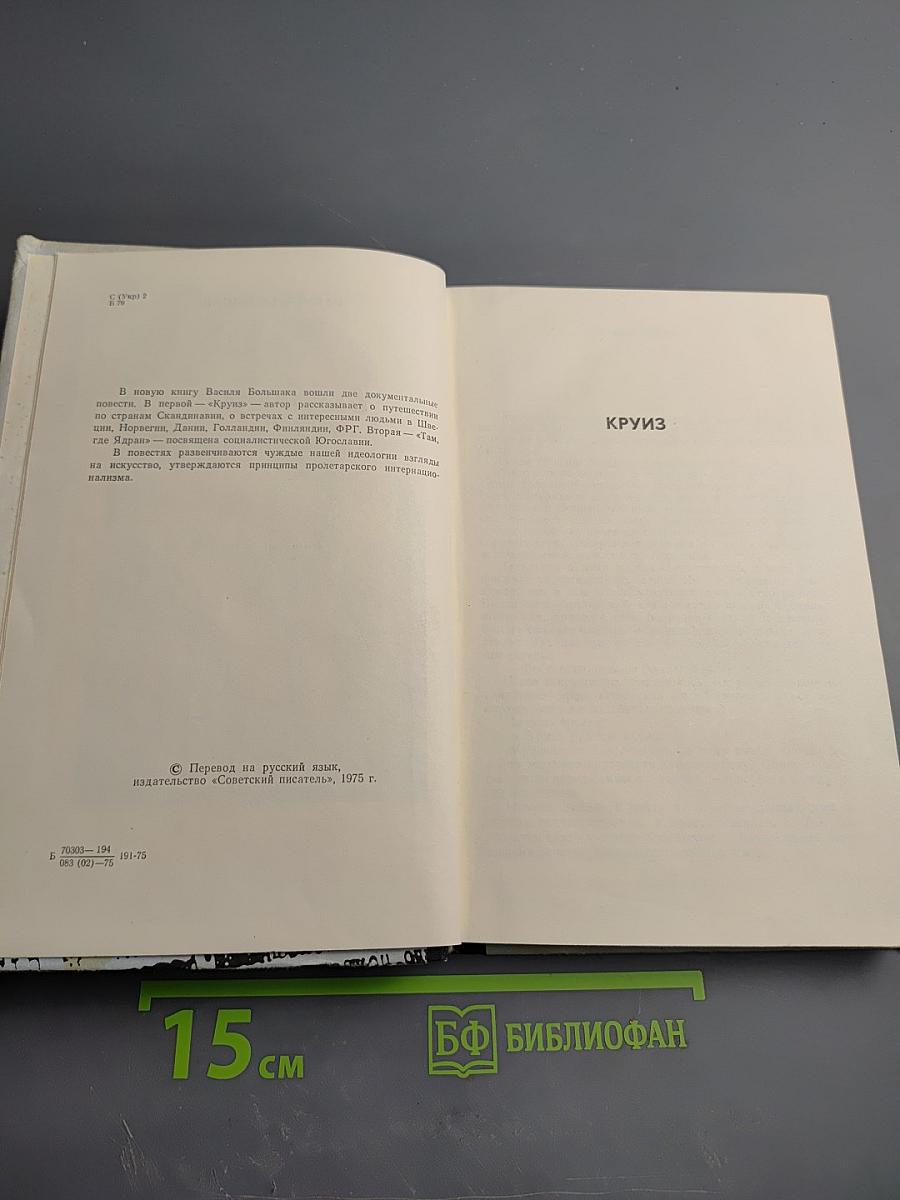 С (Укр) 2
Б 79
В новую книгу Василя Большака вошли две документальные
повести. В первой — «Круиз» — автор рассказывает о путешествии
по странам Скандинавии, о встречах с интересными людьми в Шве-
ции, Норвегии, Дании, Голландии, Финляндии, ФРГ. Вторая — «Там,
где Ядран» — посвящена социалистической Югославии.
В повестях развенчиваются чуждые нашей идеологии взгляды
на искусство, утверждаются принципы пролетарского интернацио-
нализма.
© Перевод на русский язык,
издательство «Советский писатель», 1975 г.
Б 70303—194
083 (02)—75 191-75
КРУИЗ
15 см
БФ БИБЛИОФАН